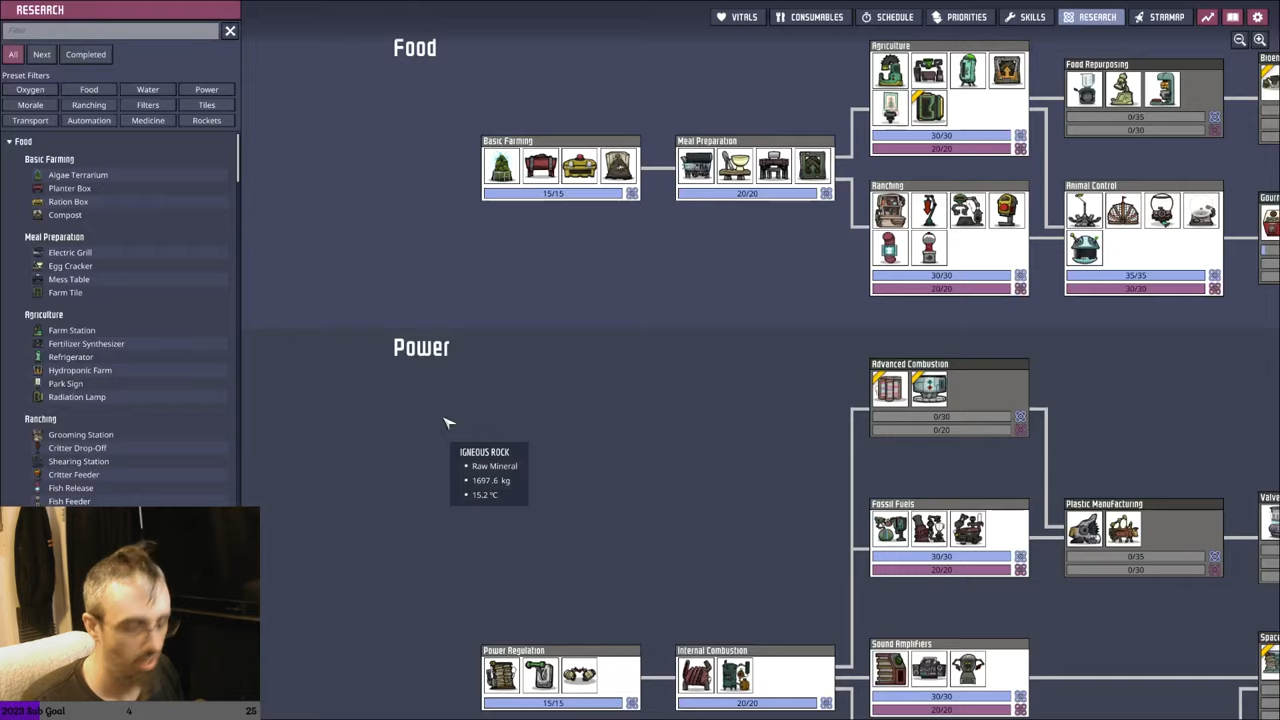 RESEARCH
VITALS
CONSUMABLES
SCHEDULE
PRIORITIES
SKILLS
RESEARCH
STARMAP
Filter
All
Next
Completed
Preset Filters
Oxygen
Food
Water
Power
Morale
Ranching
Filters
Tiles
Transport
Automation
Medicine
Rockets
Food
Basic Farming
Algae Terrarium
Planter Box
Ration Box
Compost
Meal Preparation
Electric Grill
Egg Cracker
Mess Table
Farm Tile
Agriculture
Farm Station
Fertilizer Synthesizer
Refrigerator
Hydroponic Farm
Park Sign
Radiation Lamp
Ranching
Grooming Station
Critter Drop-Off
Shearing Station
Critter Feeder
Fish Release
Fish Feeder
2023 Sub Goal
4
25
Food
Basic Farming
15/15
Meal Preparation
20/20
Agriculture
30/30
20/20
Food Repurposing
0/35
0/30
Ranching
30/30
20/20
Animal Control
35/35
30/30
Power
IGNEOUS ROCK
• Raw Mineral
• 1697.6 kg
• 15.2 °C
Advanced Combustion
0/30
0/20
Fossil Fuels
30/30
20/20
Plastic Manufacturing
0/35
0/30
Power Regulation
15/15
Internal Combustion
20/20
Sound Amplifiers
30/30
20/20